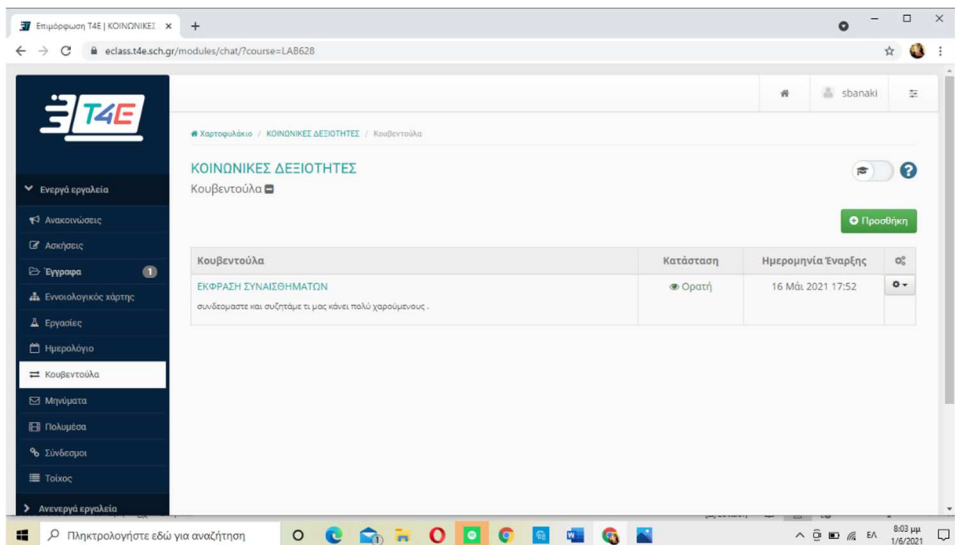 Επιμόρφωση T4E | ΚΟΙΝΩΝΙΚΕΣ
eclass.t4e.sch.gr/modules/chat/?course=LAB628
T4E
sbanaki
Χαρτοφυλάκιο / ΚΟΙΝΩΝΙΚΕΣ ΔΕΞΙΟΤΗΤΕΣ / Κουβεντούλα
ΚΟΙΝΩΝΙΚΕΣ ΔΕΞΙΟΤΗΤΕΣ
Κουβεντούλα
Προσθήκη
Ενεργά εργαλεία
Ανακοινώσεις
Ασκήσεις
Έγγραφα 1
Εννοιολογικός χάρτης
Εργασίες
Ημερολόγιο
Κουβεντούλα
Μηνύματα
Πολυμέσα
Σύνδεσμοι
Τοίχος
Ανενεργά εργαλεία
Κουβεντούλα Κατάσταση Ημερομηνία Έναρξης
ΕΚΦΡΑΣΗ ΣΥΝΑΙΣΘΗΜΑΤΩΝ Ορατή 16 Μάι 2021 17:52
συνδεομαστε και συζητάμε τι μας κάνει πολύ χαρούμενους .
Πληκτρολογήστε εδώ για αναζήτηση
ΕΛ
8:03 μμ
1/6/2021